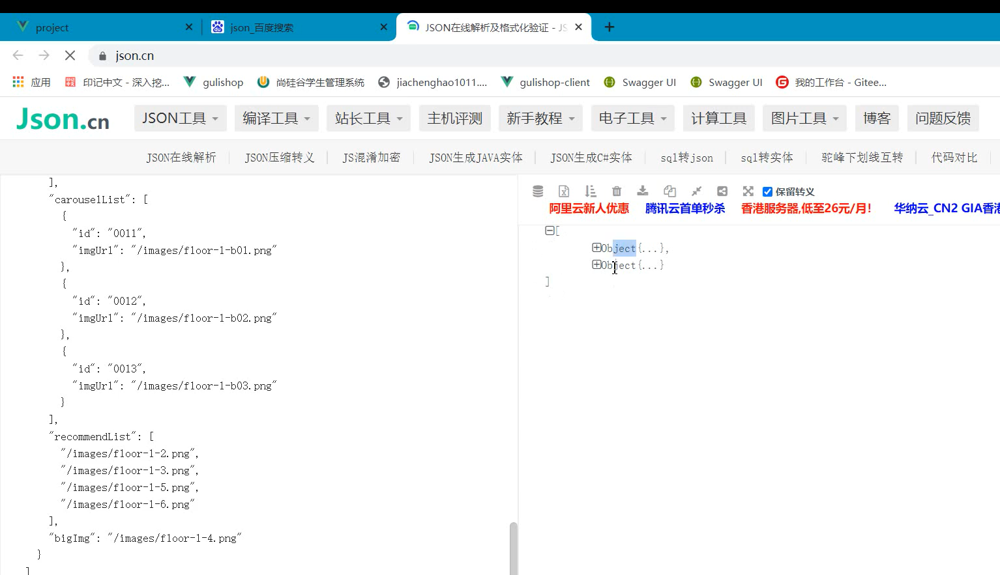 project
json_百度搜索
JSON在线解析及格式化验证 - JS
json.cn
应用
印记中文 - 深入挖...
gulishop
尚硅谷学生管理系统
jiachenghao1011....
gulishop-client
Swagger UI
Swagger UI
我的工作台 - Gitee...
Json.cn
JSON工具
编译工具
站长工具
主机评测
新手教程
电子工具
计算工具
图片工具
博客
问题反馈
JSON在线解析
JSON压缩转义
JS混淆加密
JSON生成JAVA实体
JSON生成C#实体
sql转json
sql转实体
驼峰下划线互转
代码对比
],
"carouselList": [
{
"id": "0011",
"imgUrl": "/images/floor-1-b01.png"
},
{
"id": "0012",
"imgUrl": "/images/floor-1-b02.png"
},
{
"id": "0013",
"imgUrl": "/images/floor-1-b03.png"
}
],
"recommendList": [
"/images/floor-1-2.png",
"/images/floor-1-3.png",
"/images/floor-1-5.png",
"/images/floor-1-6.png"
],
"bigImg": "/images/floor-1-4.png"
}
]
保留转义
阿里云新人优惠
腾讯云首单秒杀
香港服务器,低至26元/月!
华纳云_CN2 GIA香港
[
Object{...},
Object{...}
]